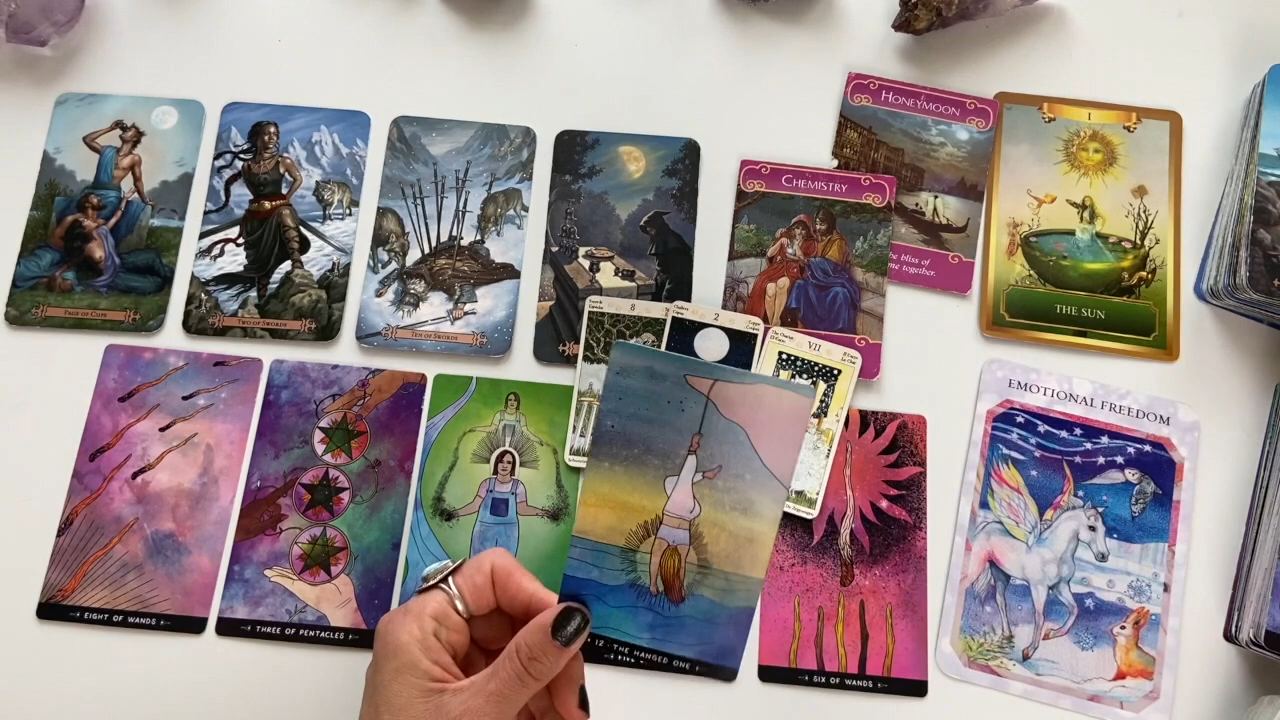 PAGE OF CUPS
TWO OF SWORDS
TEN OF SWORDS
HONEYMOON
he bliss of
me together.
CHEMISTRY
I
THE SUN
8
2
VII
EIGHT OF WANDS
THREE OF PENTACLES
12 · THE HANGED ONE
SIX OF WANDS
EMOTIONAL FREEDOM